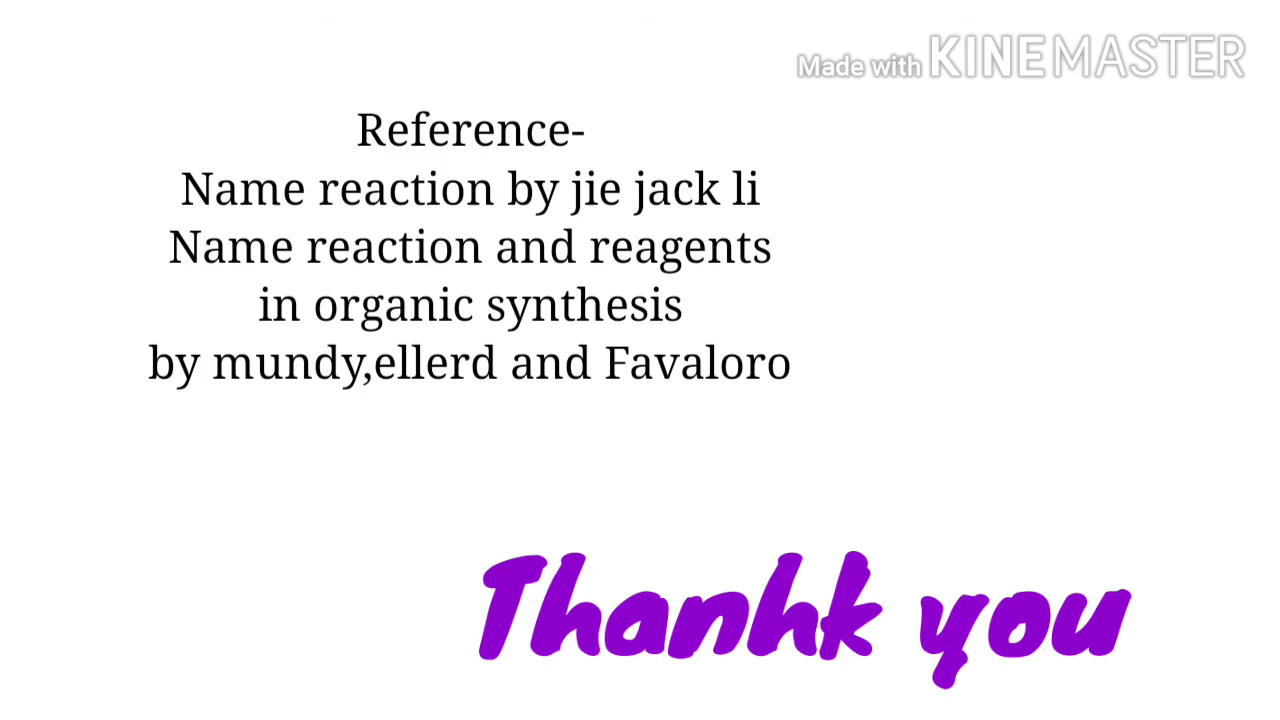 Made with KINEMASTER
Reference-
Name reaction by jie jack li
Name reaction and reagents
in organic synthesis
by mundy,ellerd and Favaloro
Thanhk you